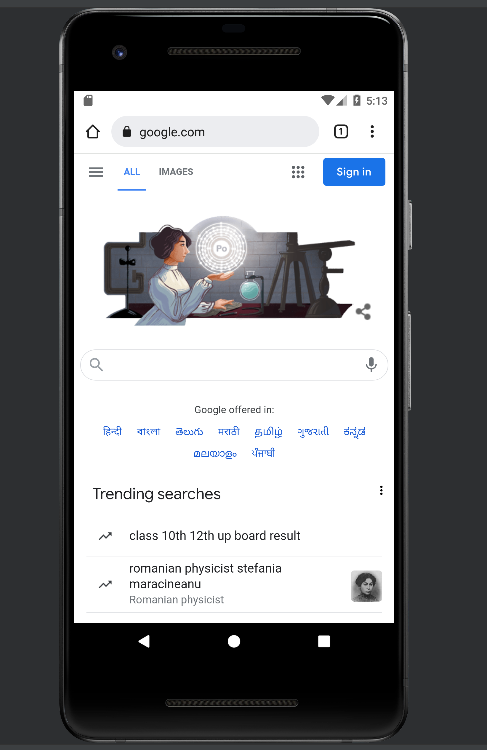 5:13
google.com
1
ALL IMAGES
Sign in
Po
Google offered in:
हिन्दी বাংলা తెలుగు मराठी தமிழ் ગુજરાતી ಕನ್ನಡ
മലയാളം ਪੰਜਾਬੀ
Trending searches
class 10th 12th up board result
romanian physicist stefania
maracineanu
Romanian physicist